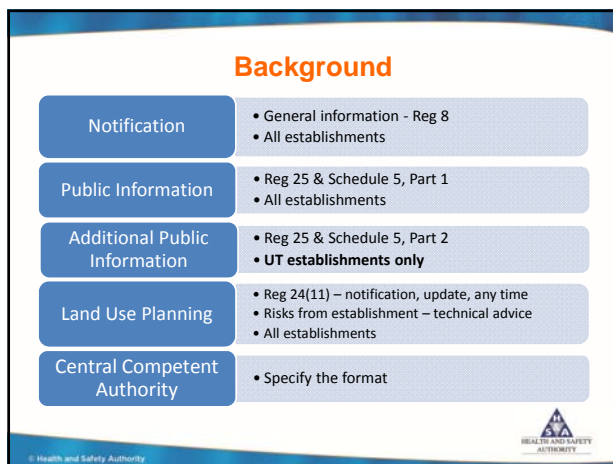 Background
Notification
• General information - Reg 8
• All establishments
Public Information
• Reg 25 & Schedule 5, Part 1
• All establishments
Additional Public
Information
• Reg 25 & Schedule 5, Part 2
• UT establishments only
Land Use Planning
• Reg 24(11) – notification, update, any time
• Risks from establishment – technical advice
• All establishments
Central Competent
Authority
• Specify the format
H
S A
HEALTH AND SAFETY
AUTHORITY
© Health and Safety Authority